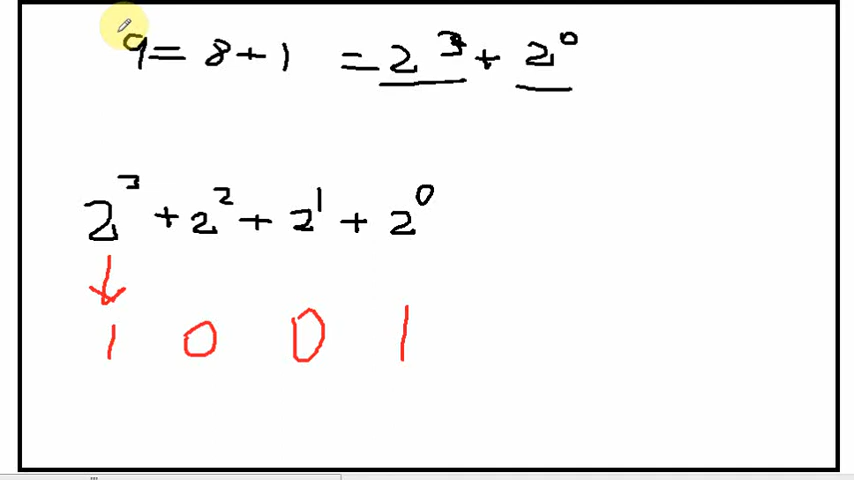 9 = 8 + 1 = 2³ + 2⁰
2³ + 2² + 2¹ + 2⁰
1 0 0 1